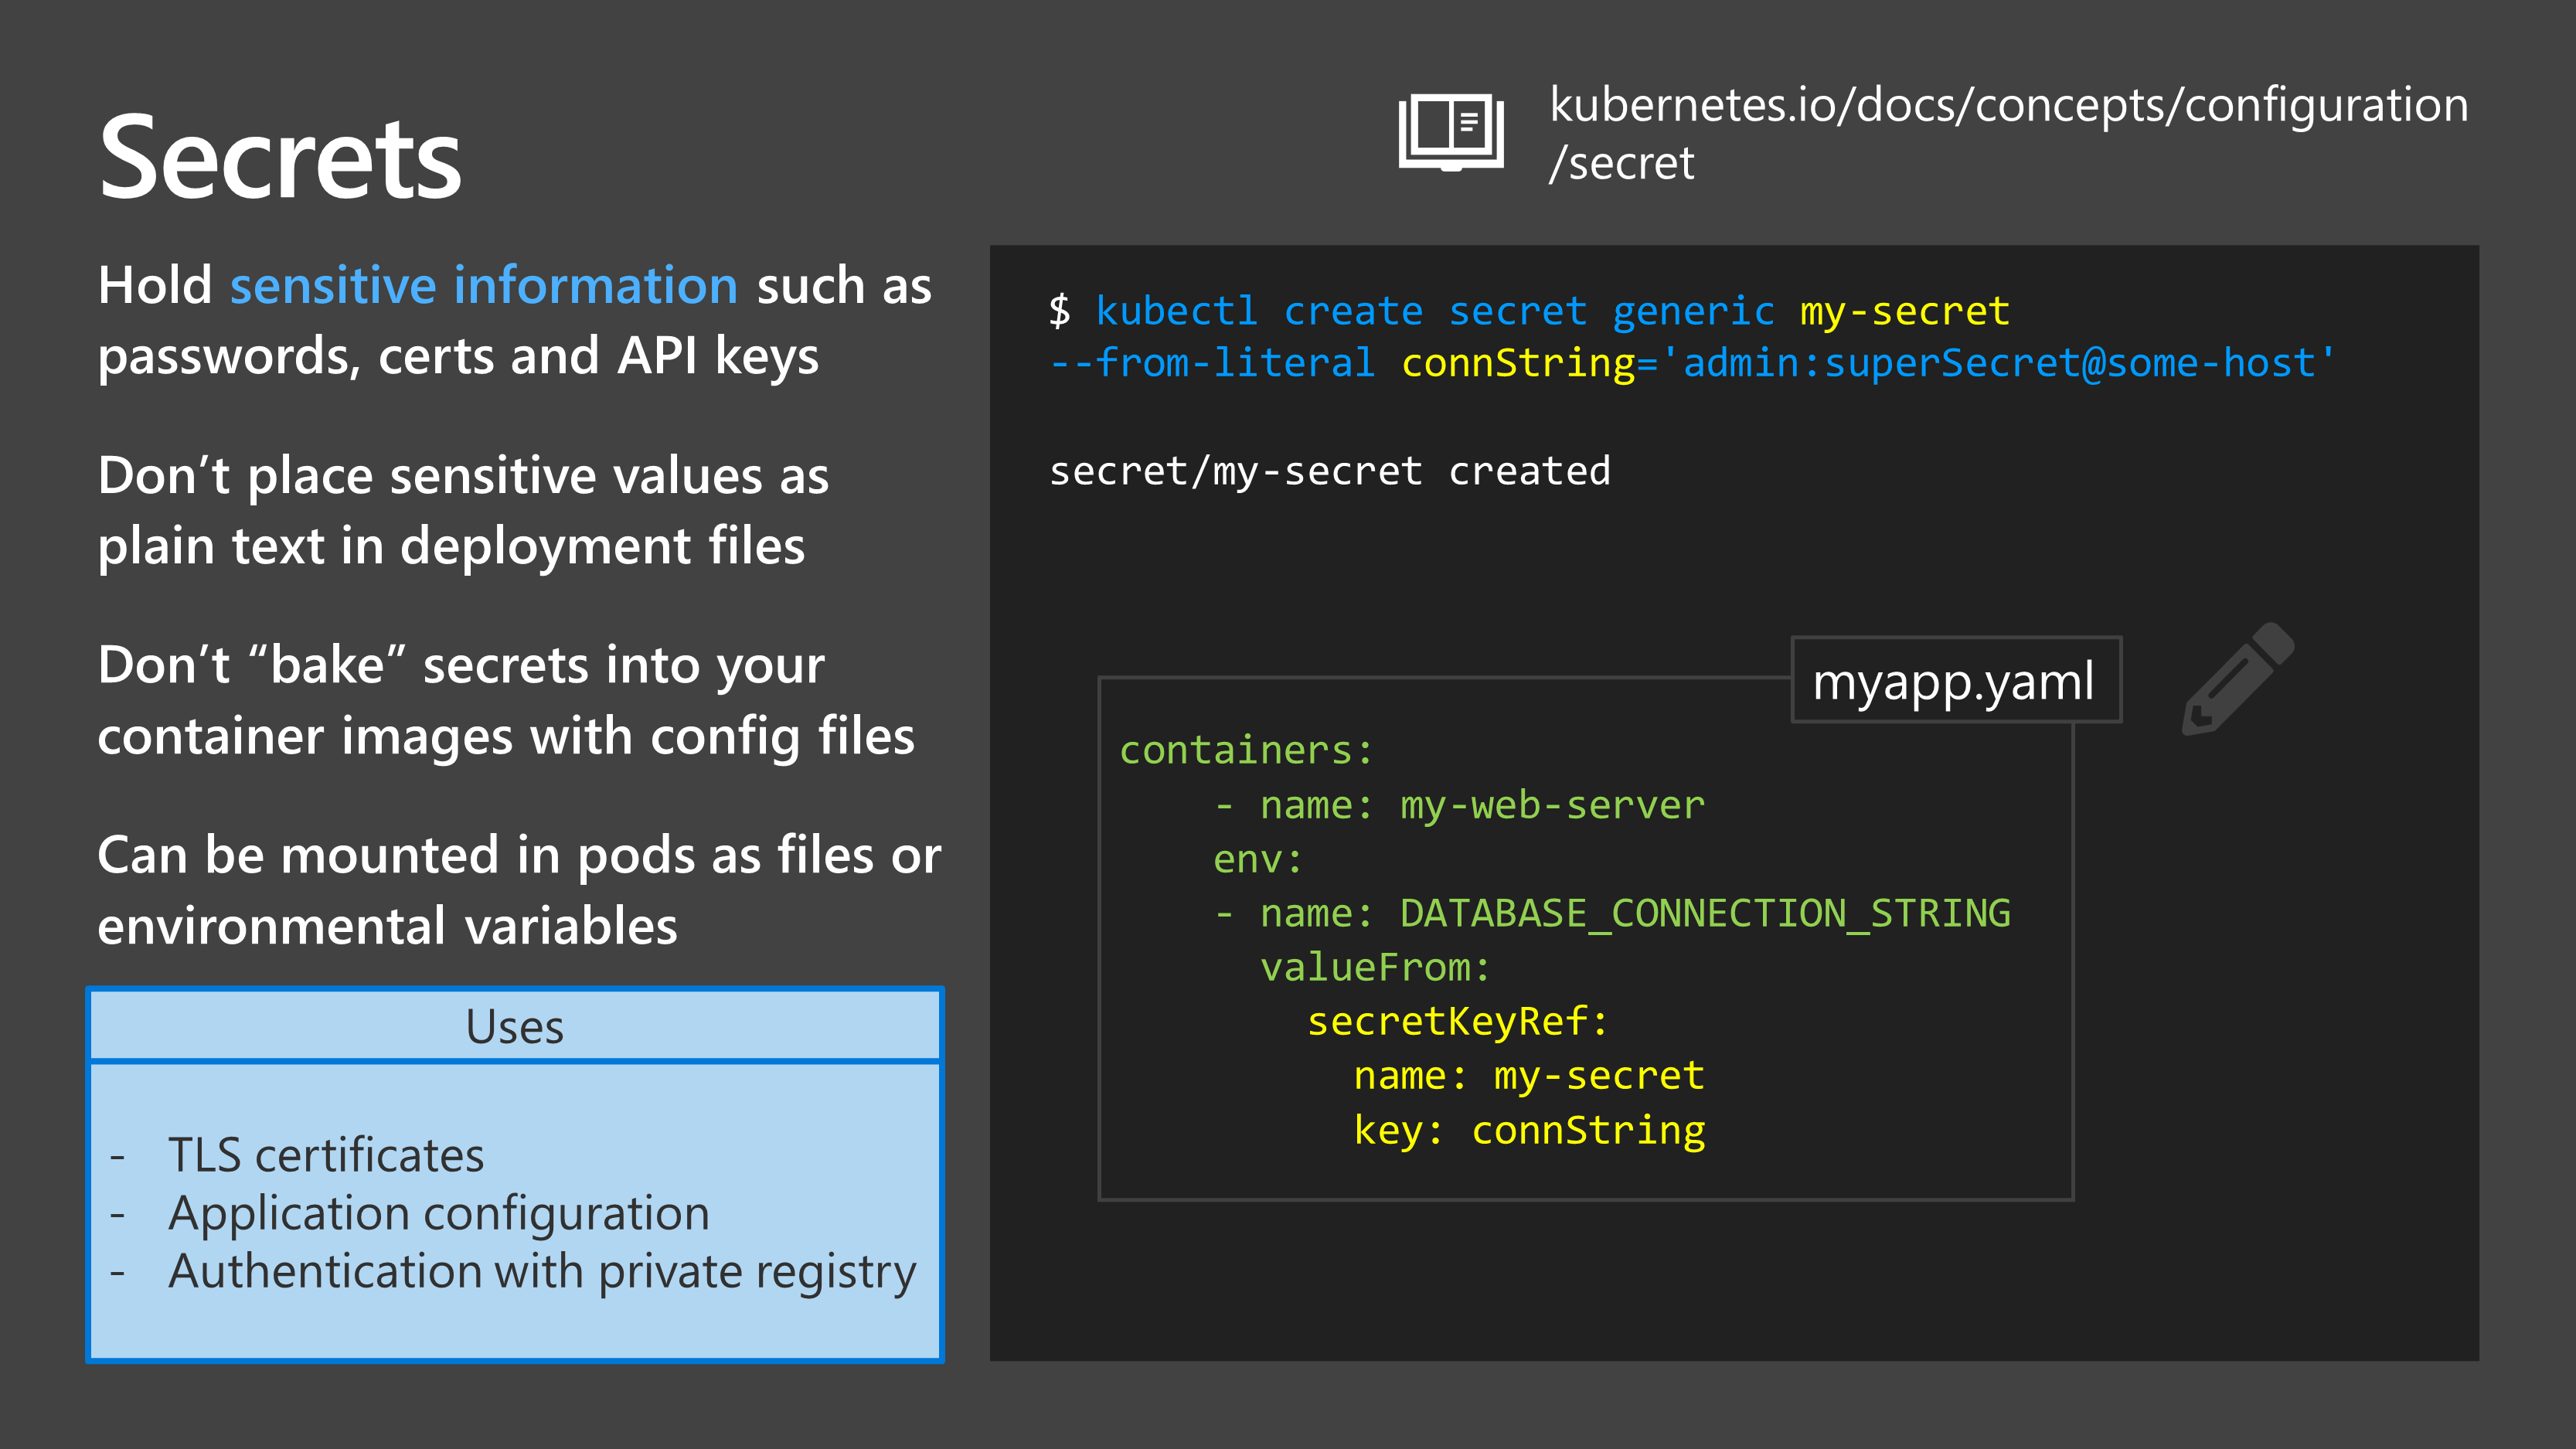 Secrets
kubernetes.io/docs/concepts/configuration
/secret
Hold sensitive information such as
passwords, certs and API keys
Don’t place sensitive values as
plain text in deployment files
Don’t “bake” secrets into your
container images with config files
Can be mounted in pods as files or
environmental variables
Uses
- TLS certificates
- Application configuration
- Authentication with private registry
$ kubectl create secret generic my-secret
--from-literal connString='admin:superSecret@some-host'
secret/my-secret created
myapp.yaml
containers:
    - name: my-web-server
    env:
    - name: DATABASE_CONNECTION_STRING
      valueFrom:
        secretKeyRef:
          name: my-secret
          key: connString